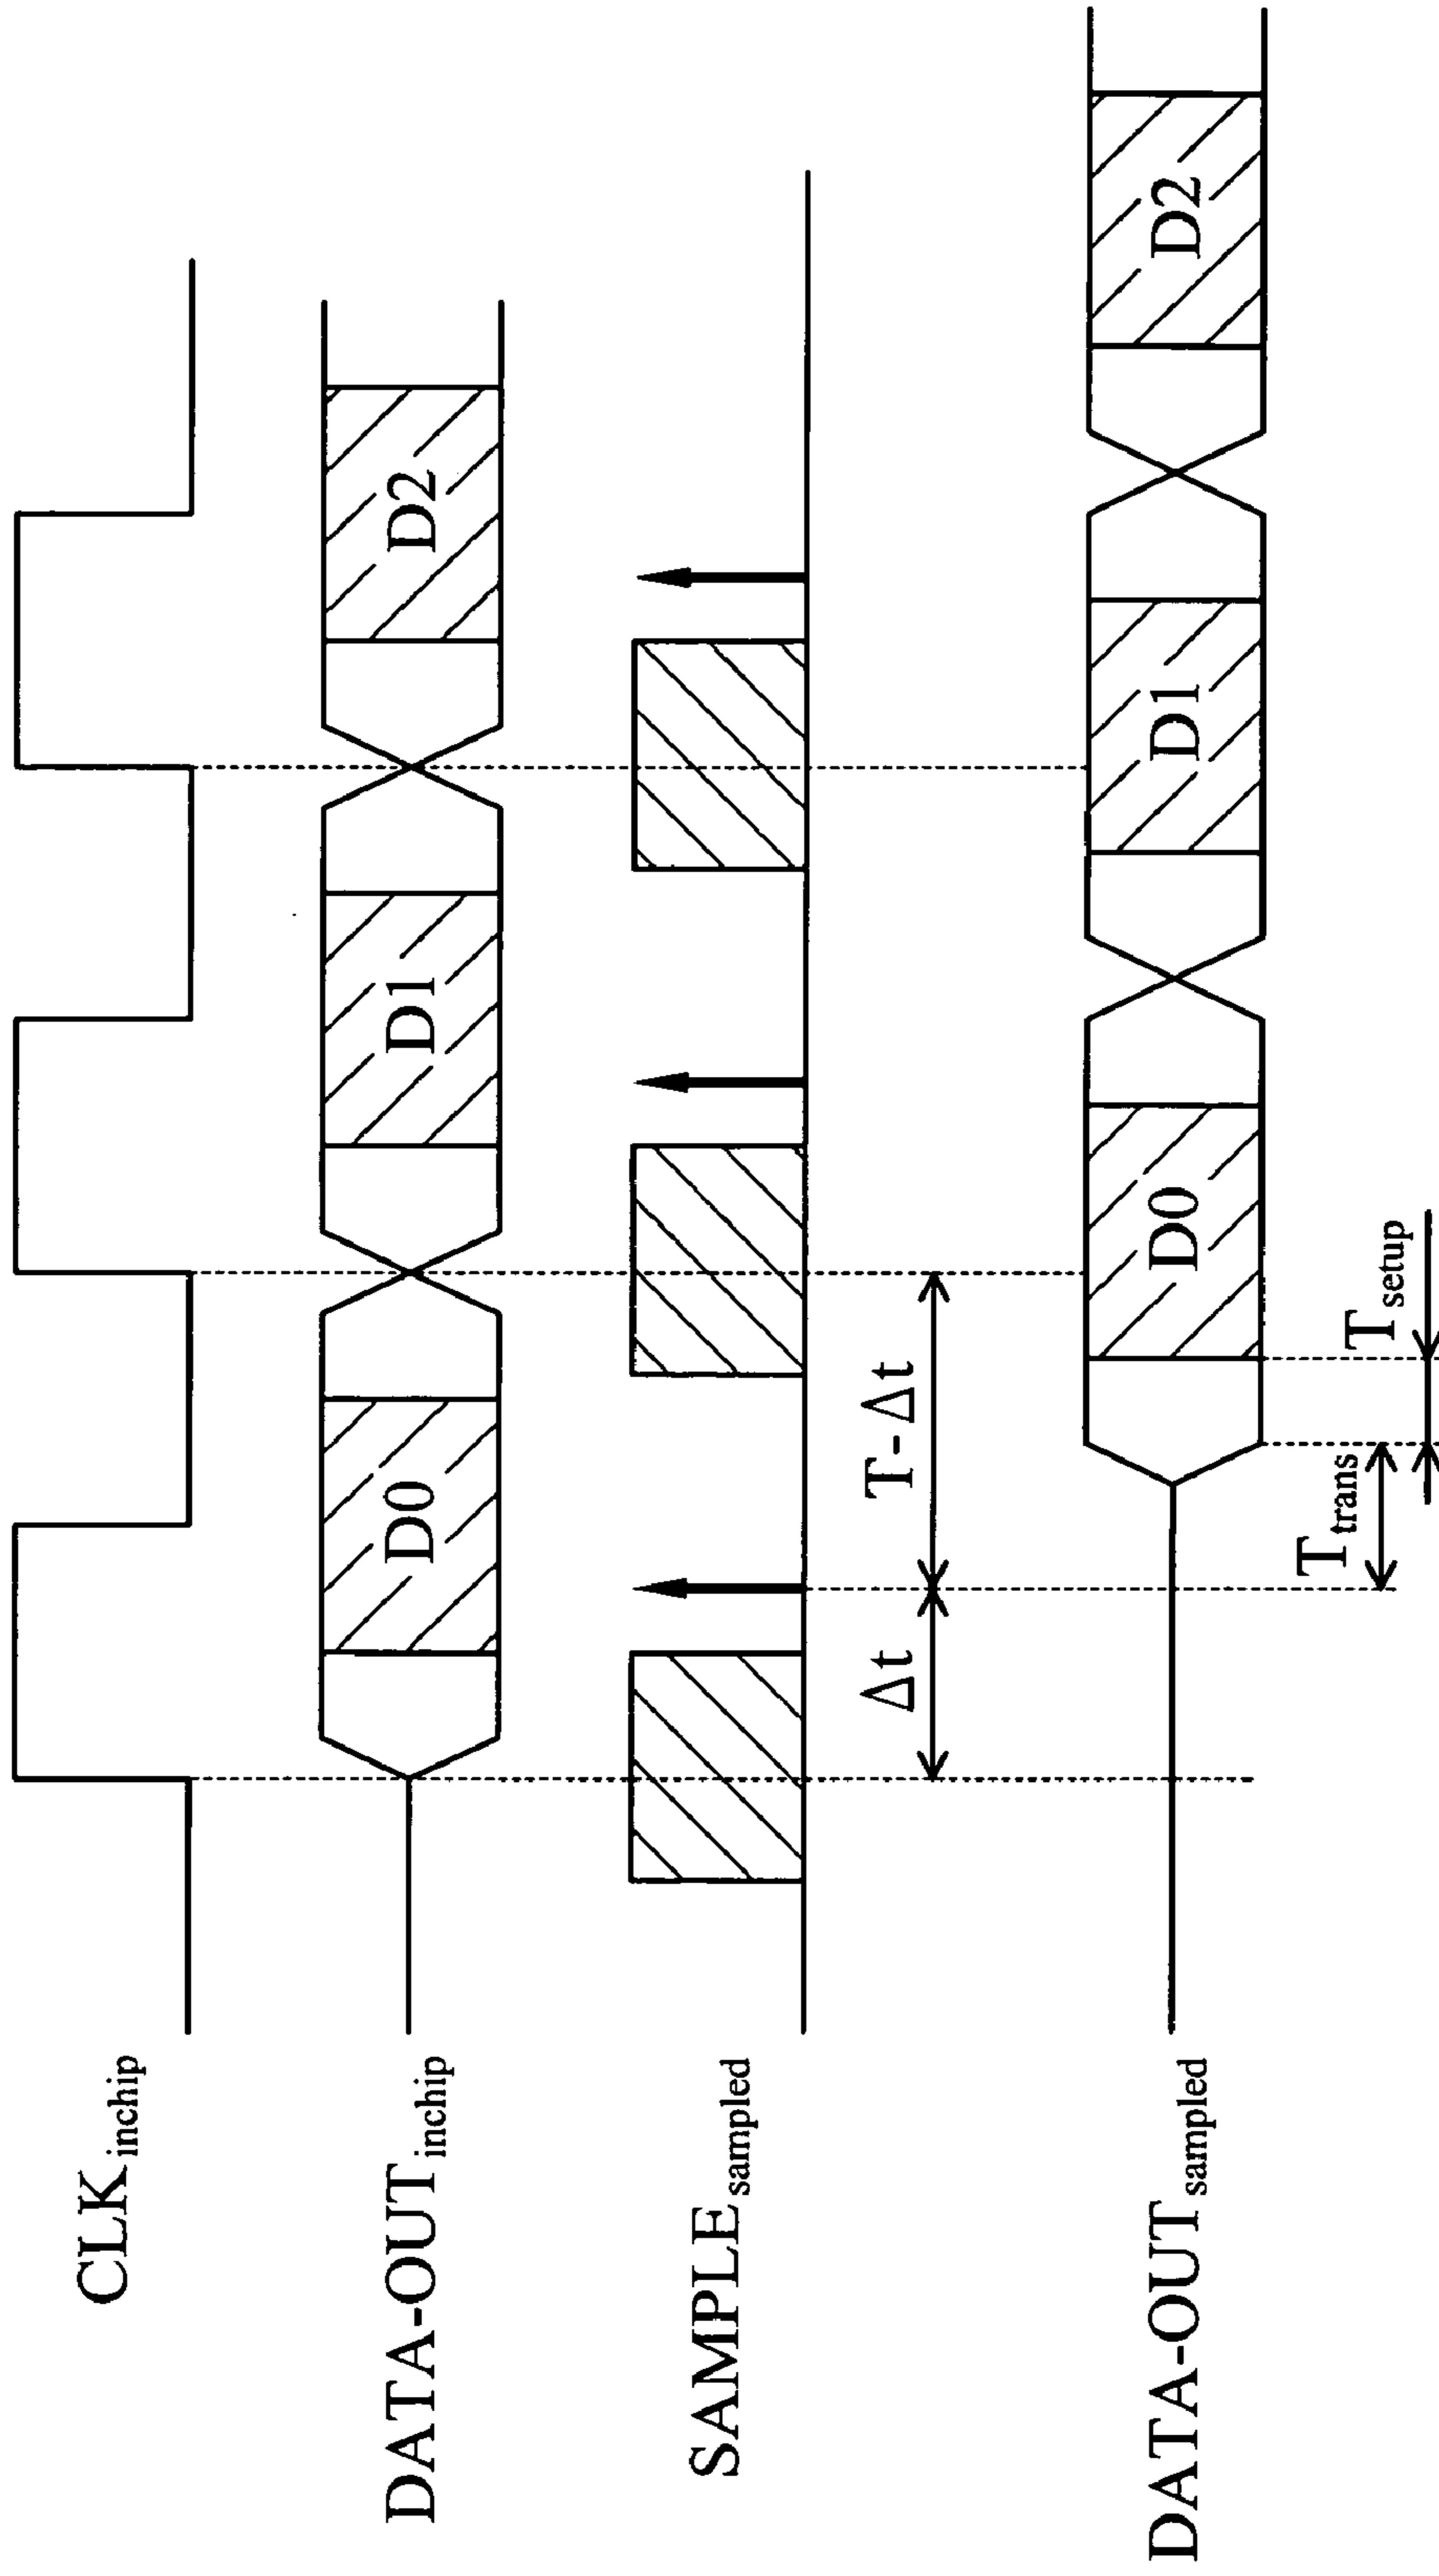 CLKinchip
DATA-OUTinchip
D0 D1 D2
SAMPLEsampled
Δt T-Δt
DATA-OUTsampled
D0 D1 D2
Ttrans Tsetup